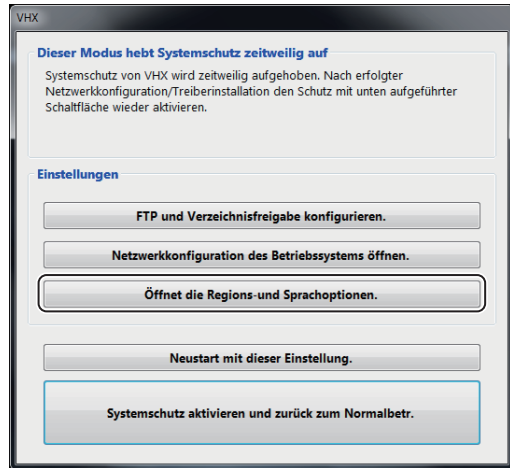 VHX
Dieser Modus hebt Systemschutz zeitweilig auf
Systemschutz von VHX wird zeitweilig aufgehoben. Nach erfolgter
Netzwerkkonfiguration/Treiberinstallation den Schutz mit unten aufgeführter
Schaltfläche wieder aktivieren.
Einstellungen
FTP und Verzeichnisfreigabe konfigurieren.
Netzwerkkonfiguration des Betriebssystems öffnen.
Öffnet die Regions-und Sprachoptionen.
Neustart mit dieser Einstellung.
Systemschutz aktivieren und zurück zum Normalbetr.